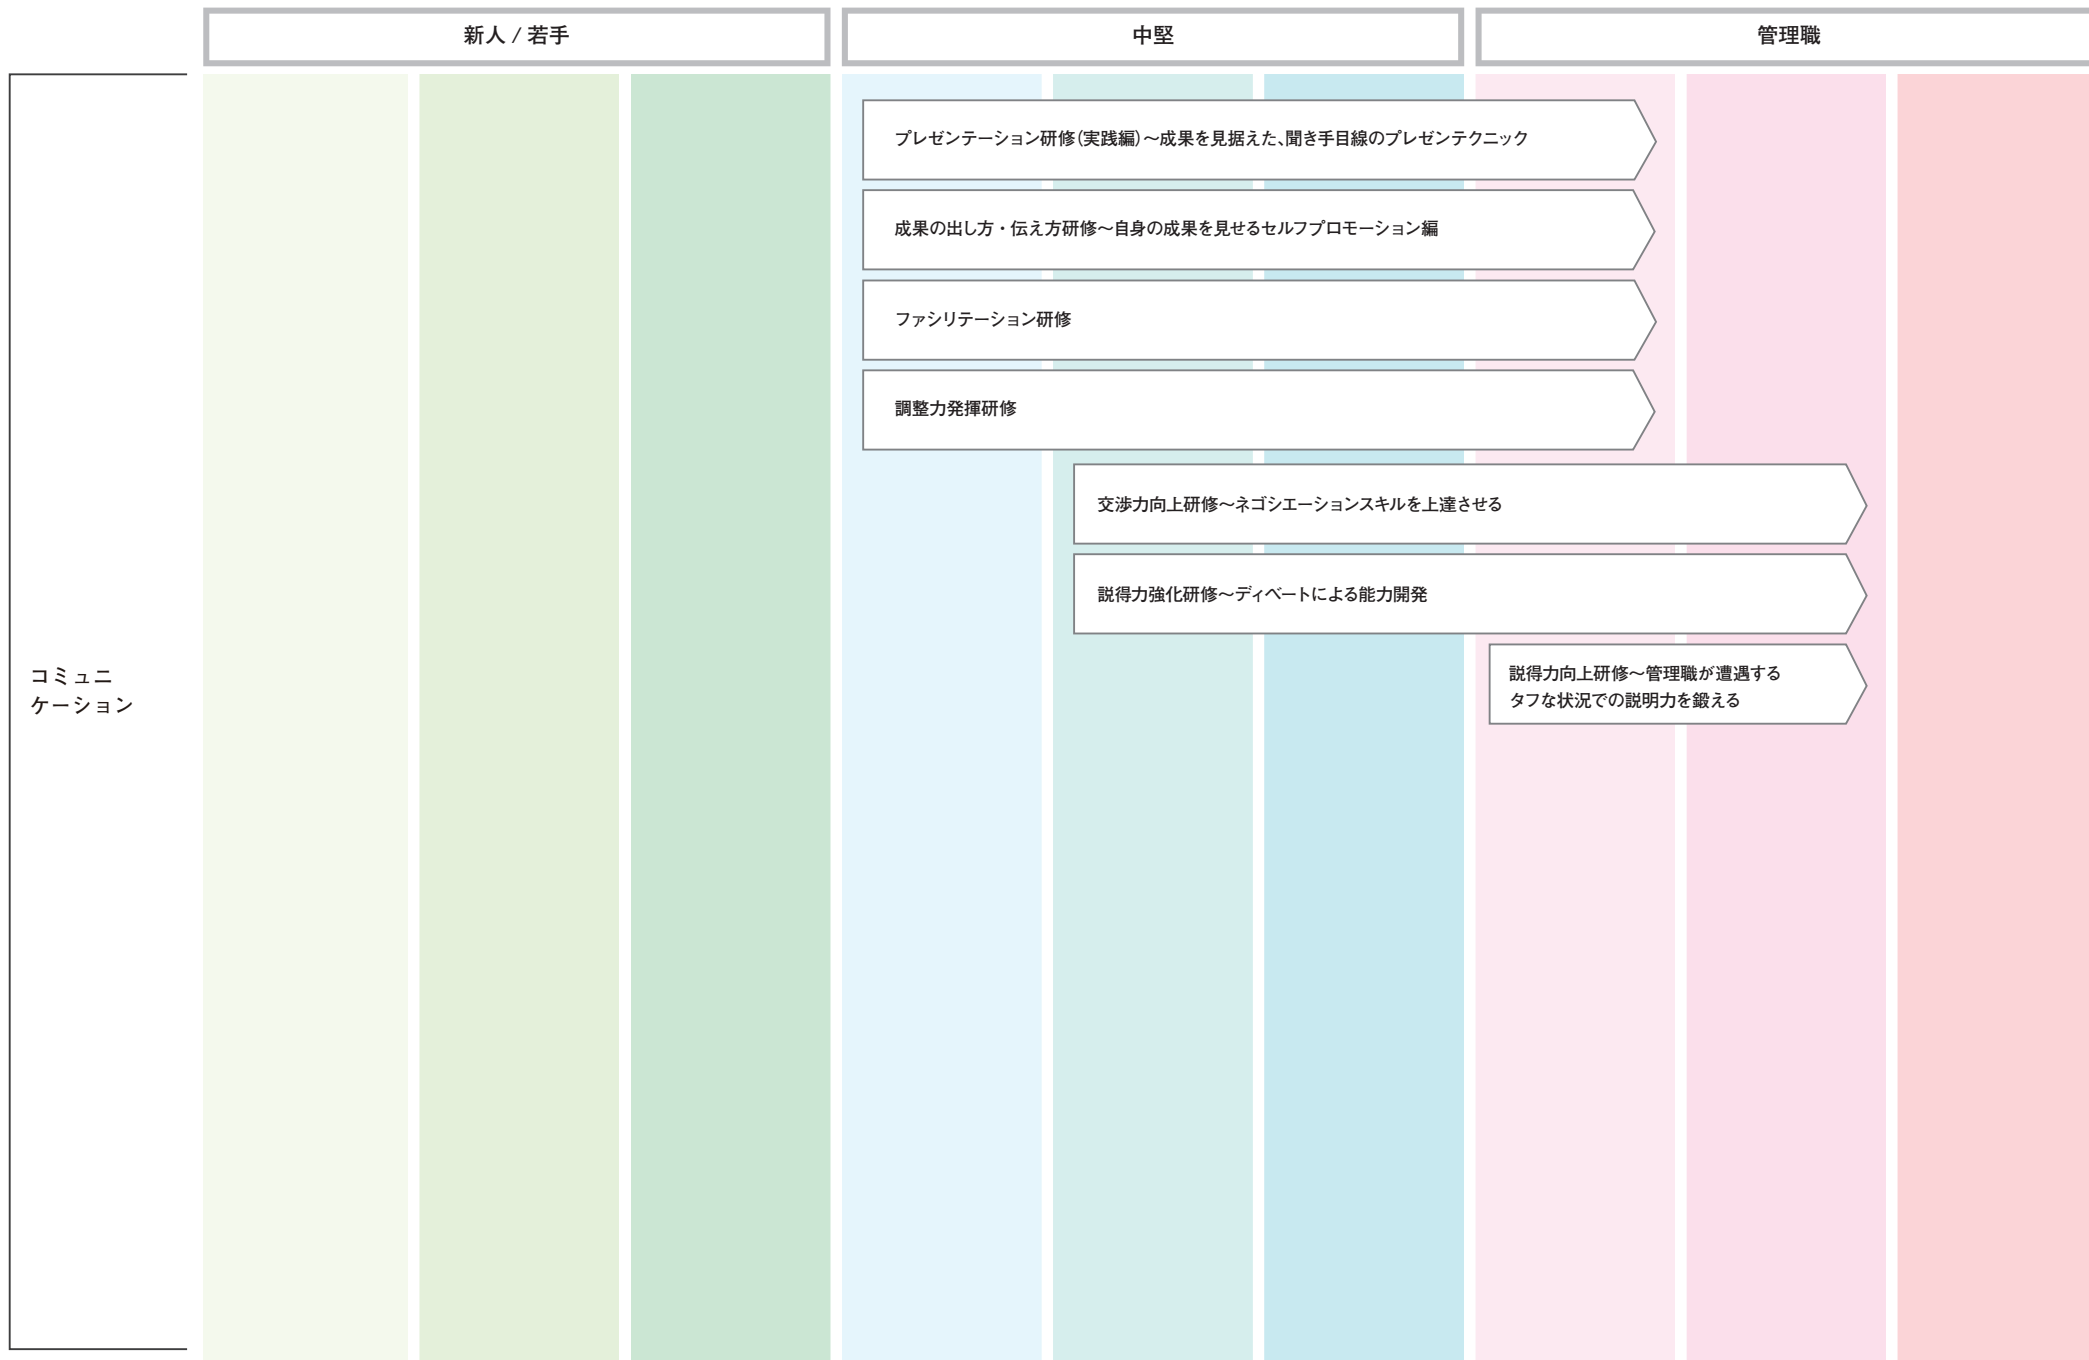 新人 / 若手
中堅
管理職
プレゼンテーション研修(実践編)～成果を見据えた、聞き手目線のプレゼンテクニック
成果の出し方・伝え方研修～自身の成果を見せるセルフプロモーション編
ファシリテーション研修
調整力発揮研修
交渉力向上研修～ネゴシエーションスキルを上達させる
説得力強化研修～ディベートによる能力開発
コミュニ
ケーション
説得力向上研修～管理職が遭遇する
タフな状況での説明力を鍛える